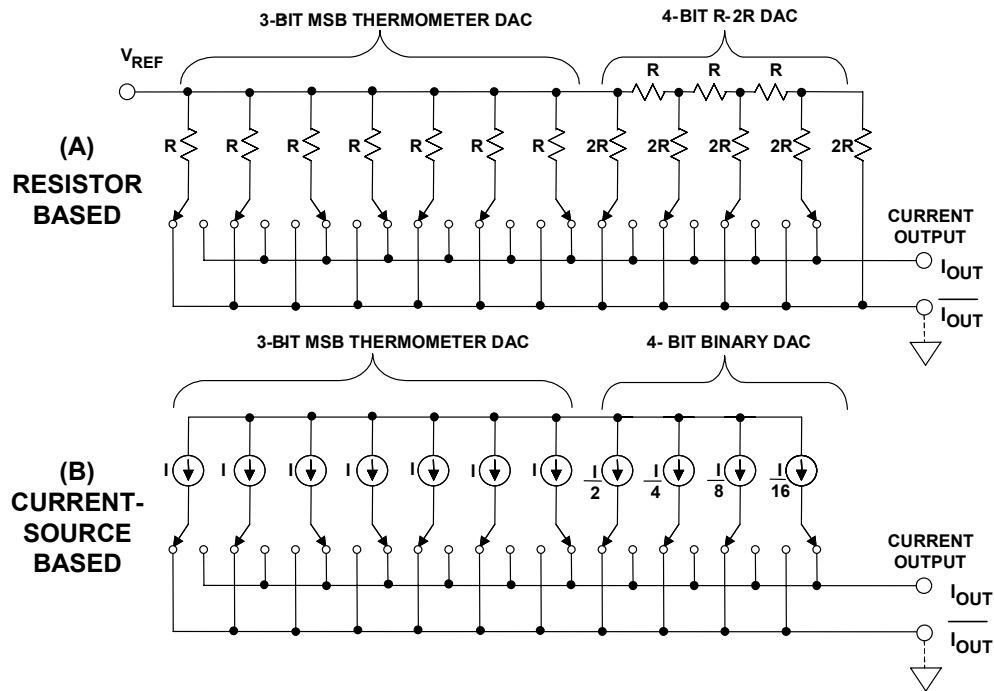 3-BIT MSB THERMOMETER DAC
4-BIT R-2R DAC
VREF
R R R
R R R R R R R 2R 2R 2R 2R 2R
(A)
RESISTOR
BASED
CURRENT
OUTPUT
IOUT
IOUT
3-BIT MSB THERMOMETER DAC
4- BIT BINARY DAC
(B)
CURRENT-
SOURCE
BASED
I I I I I I I I/2 I/4 I/8 I/16
CURRENT
OUTPUT
IOUT
IOUT